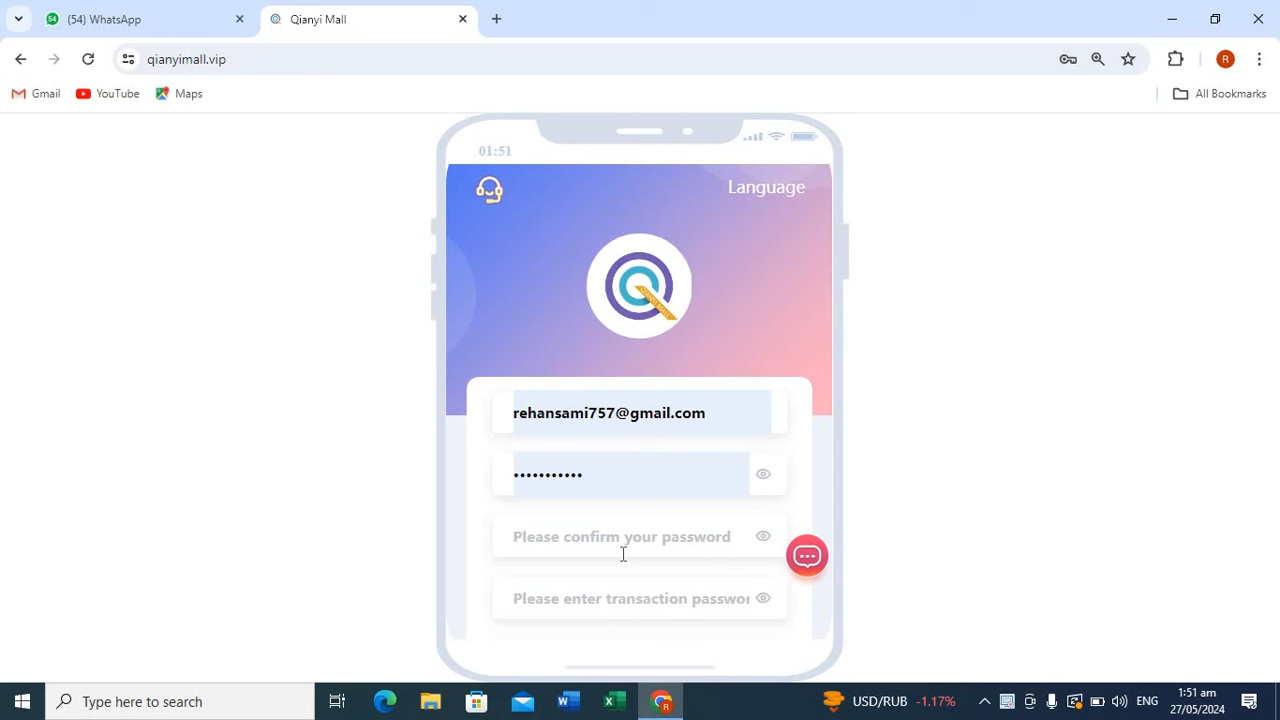 (54) WhatsApp
Qianyi Mall
qianyimall.vip
R
Gmail
YouTube
Maps
All Bookmarks
01:51
Language
rehansami757@gmail.com
•••••••••••
Please confirm your password
Please enter transaction passwor
Type here to search
USD/RUB -1.17%
ENG
1:51 am
27/05/2024